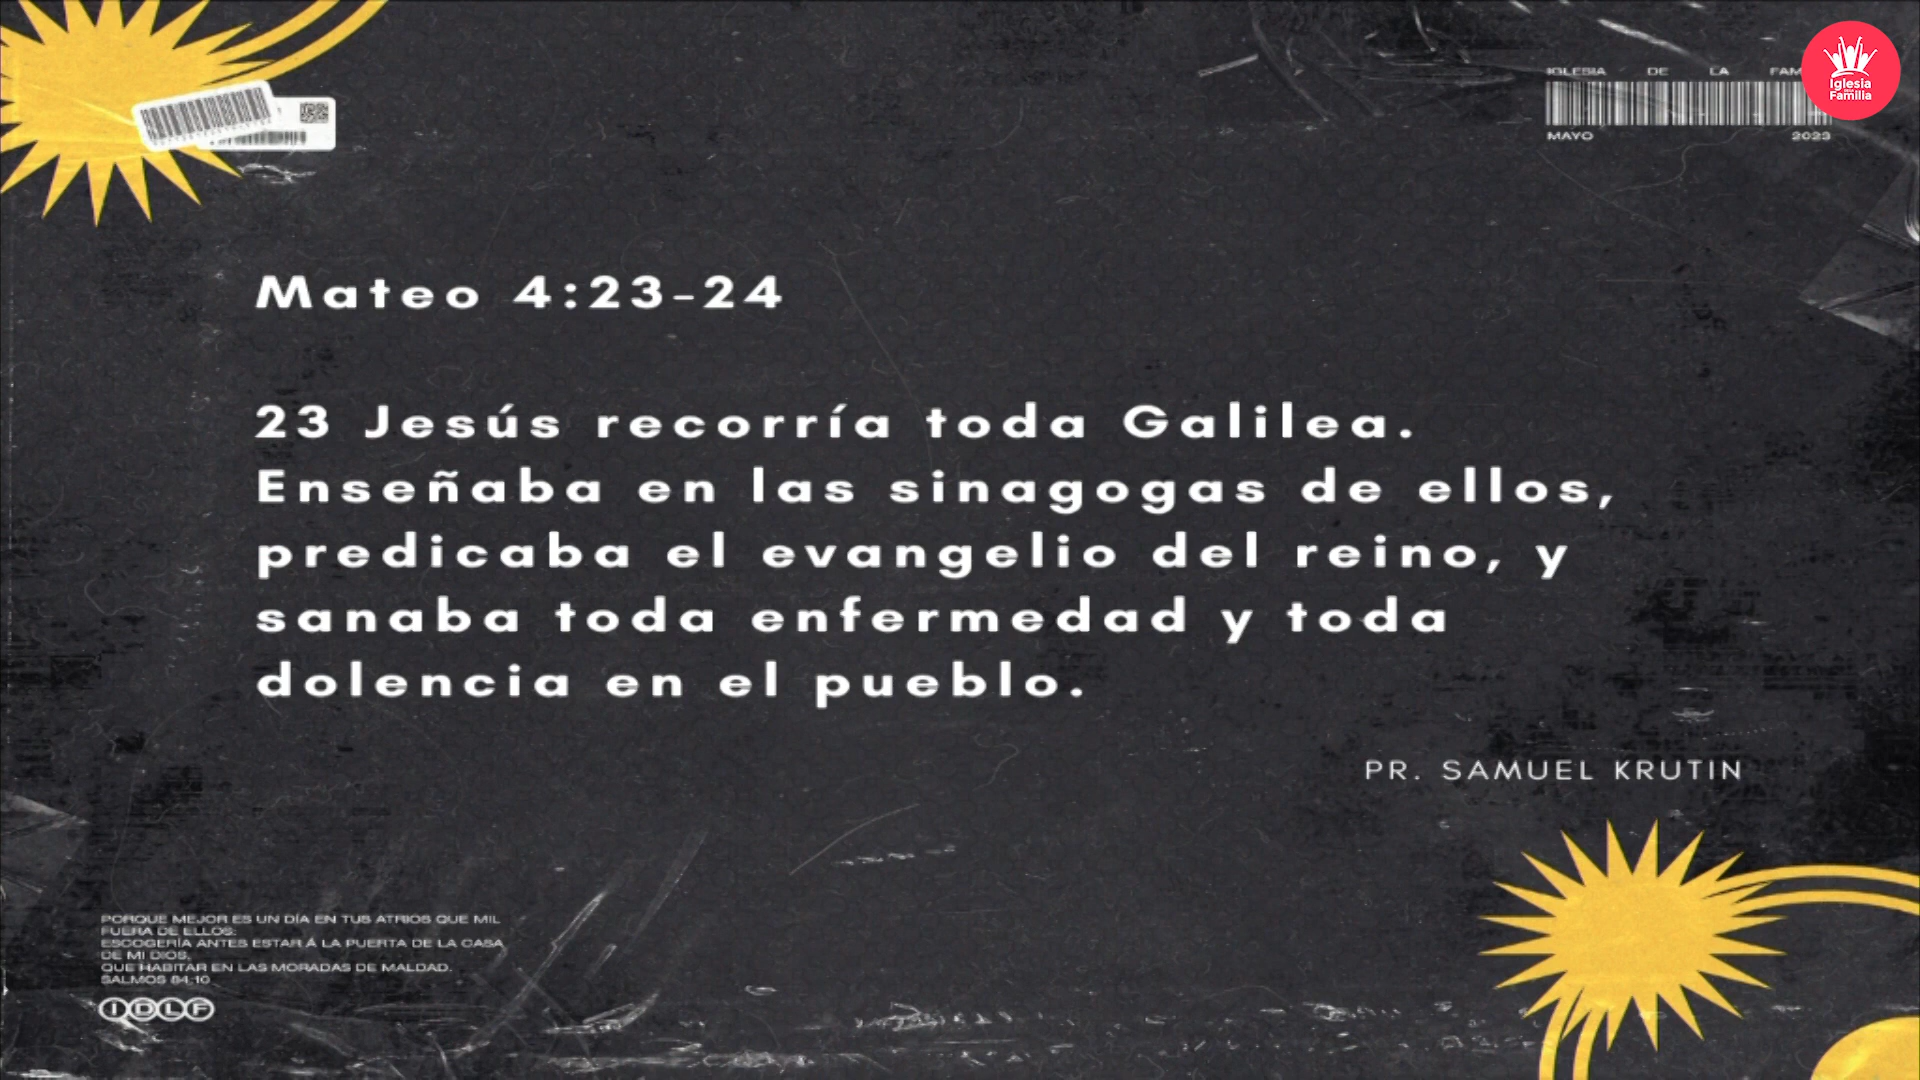 IGLESIA DE LA
MAYO 2023
Iglesia
Familia
Mateo 4:23-24
23 Jesús recorría toda Galilea.
Enseñaba en las sinagogas de ellos,
predicaba el evangelio del reino, y
sanaba toda enfermedad y toda
dolencia en el pueblo.
PR. SAMUEL KRUTIN
PORQUE MEJOR ES UN DÍA EN TUS ATRIOS QUE MIL
FUERA DE ELLOS:
ESCOGERÍA ANTES ESTAR Á LA PUERTA DE LA CASA
DE MI DIOS,
QUE HABITAR EN LAS MORADAS DE MALDAD.
SALMOS 84:10
IDLF